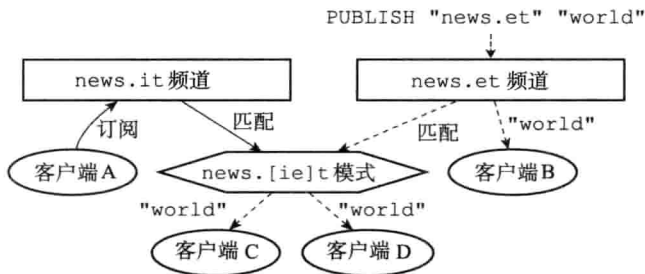 PUBLISH "news.et" "world"
news.it 频道
news.et 频道
订阅
匹配
匹配
"world"
客户端A
news.[ie]t 模式
客户端B
"world"
"world"
客户端 C
客户端 D